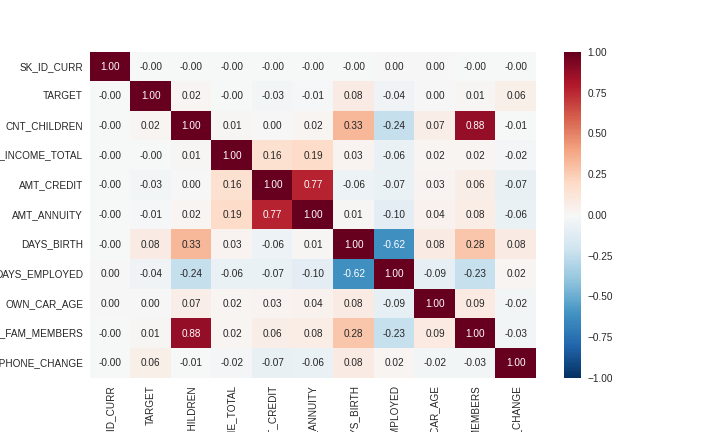 SK_ID_CURR 1.00 -0.00 -0.00 -0.00 -0.00 -0.00 -0.00 0.00 0.00 -0.00 -0.00
TARGET -0.00 1.00 0.02 -0.00 -0.03 -0.01 0.08 -0.04 0.00 0.01 0.06
CNT_CHILDREN -0.00 0.02 1.00 0.01 0.00 0.02 0.33 -0.24 0.07 0.88 -0.01
_INCOME_TOTAL -0.00 -0.00 0.01 1.00 0.16 0.19 0.03 -0.06 0.02 0.02 -0.02
AMT_CREDIT -0.00 -0.03 0.00 0.16 1.00 0.77 -0.06 -0.07 0.03 0.06 -0.07
AMT_ANNUITY -0.00 -0.01 0.02 0.19 0.77 1.00 0.01 -0.10 0.04 0.08 -0.06
DAYS_BIRTH -0.00 0.08 0.33 0.03 -0.06 0.01 1.00 -0.62 0.08 0.28 0.08
DAYS_EMPLOYED 0.00 -0.04 -0.24 -0.06 -0.07 -0.10 -0.62 1.00 -0.09 -0.23 0.02
OWN_CAR_AGE 0.00 0.00 0.07 0.02 0.03 0.04 0.08 -0.09 1.00 0.09 -0.02
_FAM_MEMBERS -0.00 0.01 0.88 0.02 0.06 0.08 0.28 -0.23 0.09 1.00 -0.03
PHONE_CHANGE -0.00 0.06 -0.01 -0.02 -0.07 -0.06 0.08 0.02 -0.02 -0.03 1.00
ID_CURR
TARGET
HILDREN
ME_TOTAL
T_CREDIT
_ANNUITY
YS_BIRTH
MPLOYED
CAR_AGE
MEMBERS
_CHANGE
1.00
0.75
0.50
0.25
0.00
−0.25
−0.50
−0.75
−1.00